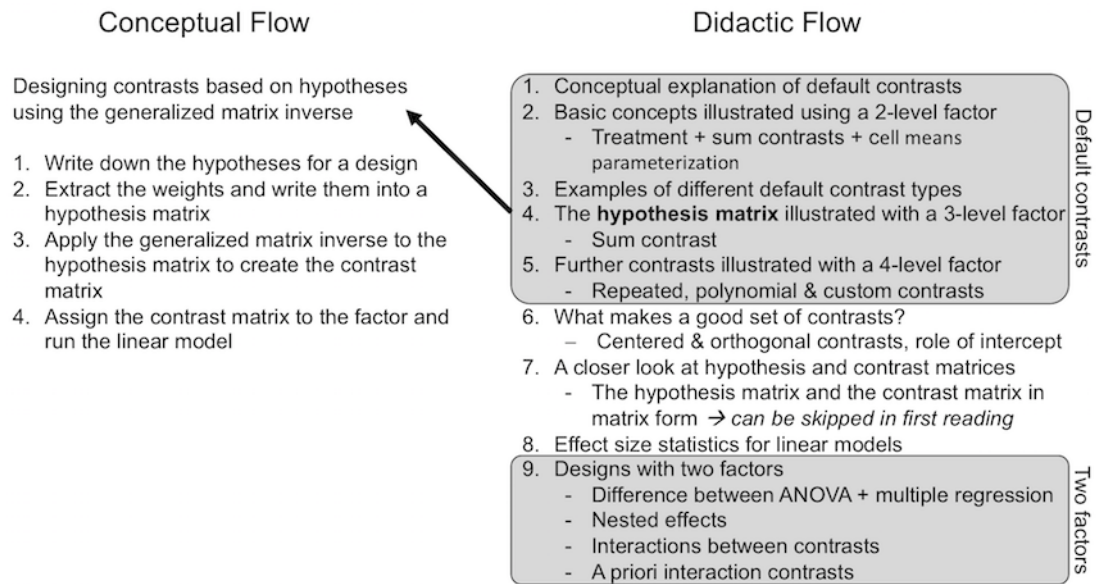 Conceptual Flow
Designing contrasts based on hypotheses
using the generalized matrix inverse
1. Write down the hypotheses for a design
2. Extract the weights and write them into a
hypothesis matrix
3. Apply the generalized matrix inverse to the
hypothesis matrix to create the contrast
matrix
4. Assign the contrast matrix to the factor and
run the linear model
Didactic Flow
1. Conceptual explanation of default contrasts
2. Basic concepts illustrated using a 2-level factor
- Treatment + sum contrasts + cell means
parameterization
3. Examples of different default contrast types
4. The hypothesis matrix illustrated with a 3-level factor
- Sum contrast
5. Further contrasts illustrated with a 4-level factor
- Repeated, polynomial & custom contrasts
Default contrasts
6. What makes a good set of contrasts?
– Centered & orthogonal contrasts, role of intercept
7. A closer look at hypothesis and contrast matrices
- The hypothesis matrix and the contrast matrix in
matrix form → can be skipped in first reading
8. Effect size statistics for linear models
9. Designs with two factors
- Difference between ANOVA + multiple regression
- Nested effects
- Interactions between contrasts
- A priori interaction contrasts
Two factors